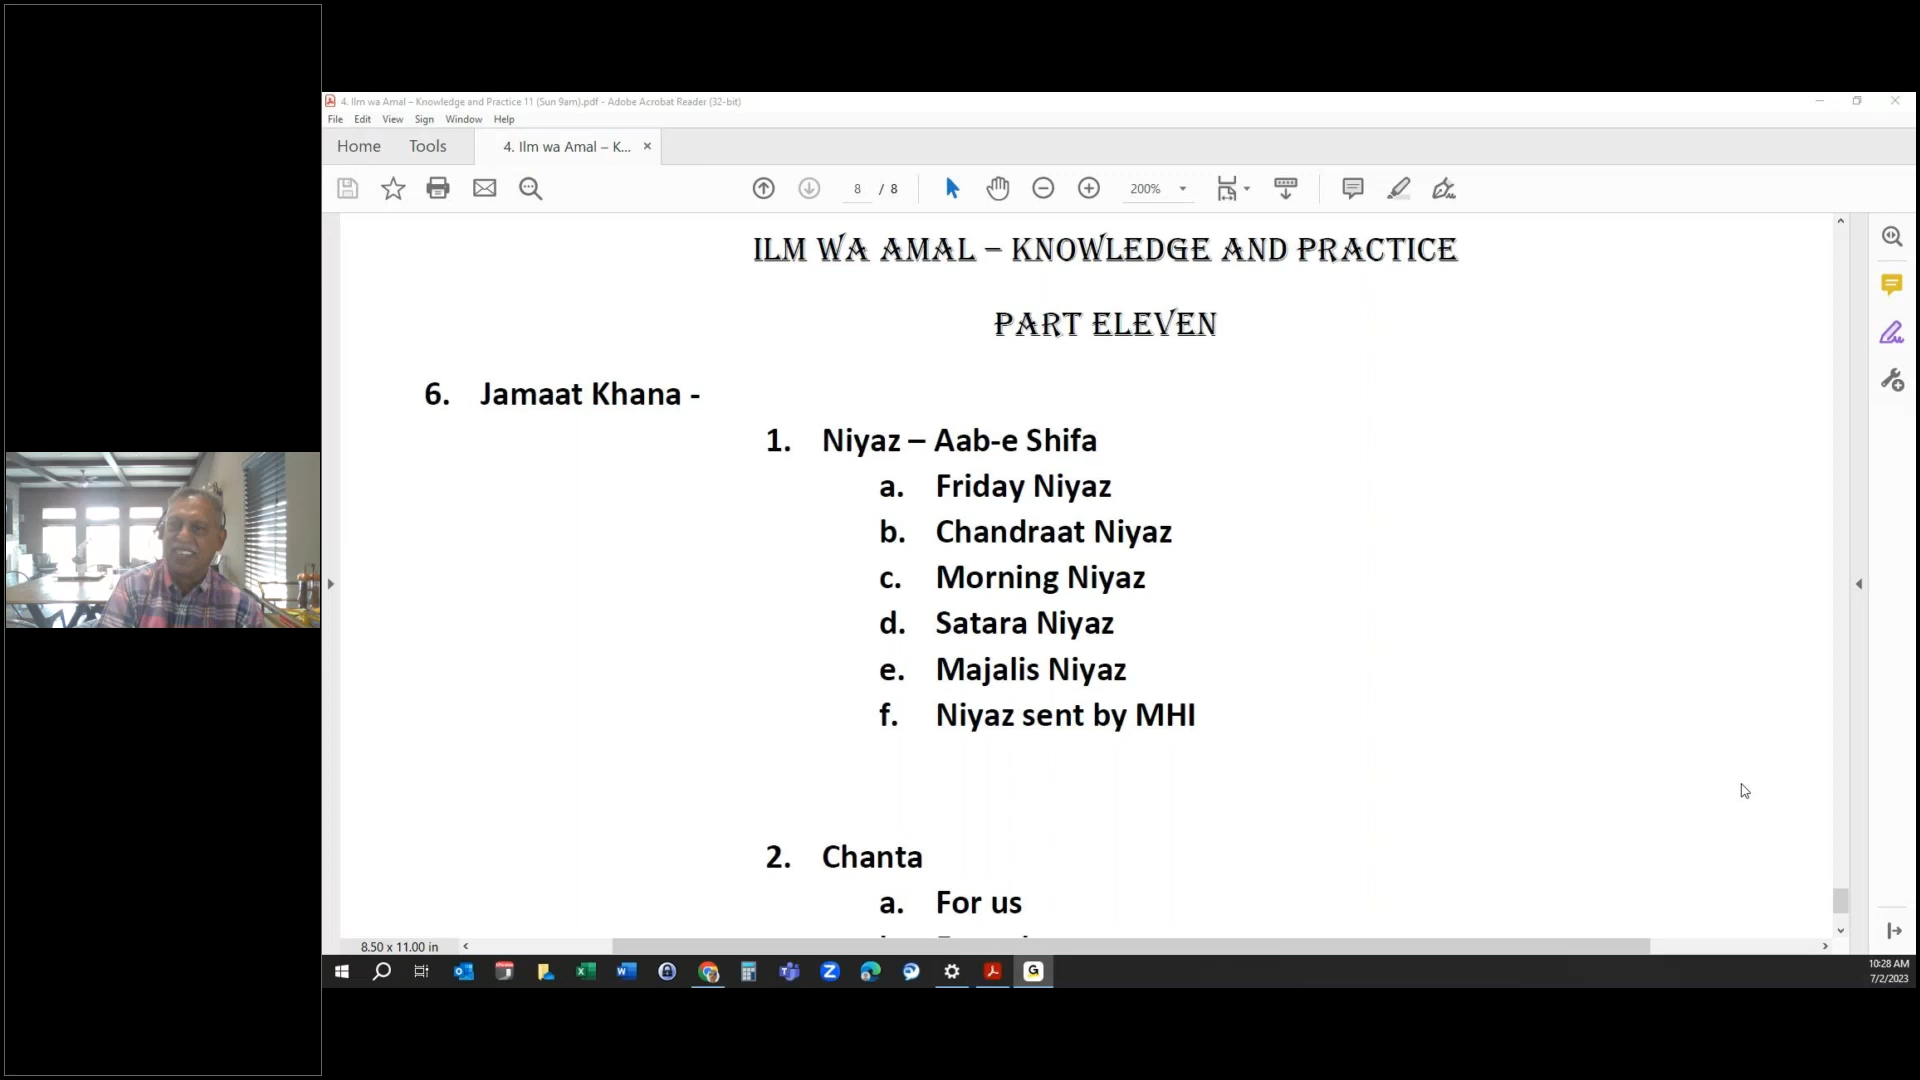 4. Ilm wa Amal – Knowledge and Practice 11 (Sun 9am).pdf - Adobe Acrobat Reader (32-bit)
File Edit View Sign Window Help
Home Tools 4. Ilm wa Amal – K... ×
8 / 8 200%
ILM WA AMAL – KNOWLEDGE AND PRACTICE
PART ELEVEN
6. Jamaat Khana -
1. Niyaz – Aab-e Shifa
a. Friday Niyaz
b. Chandraat Niyaz
c. Morning Niyaz
d. Satara Niyaz
e. Majalis Niyaz
f. Niyaz sent by MHI
2. Chanta
a. For us
8.50 x 11.00 in
10:28 AM
7/2/2023